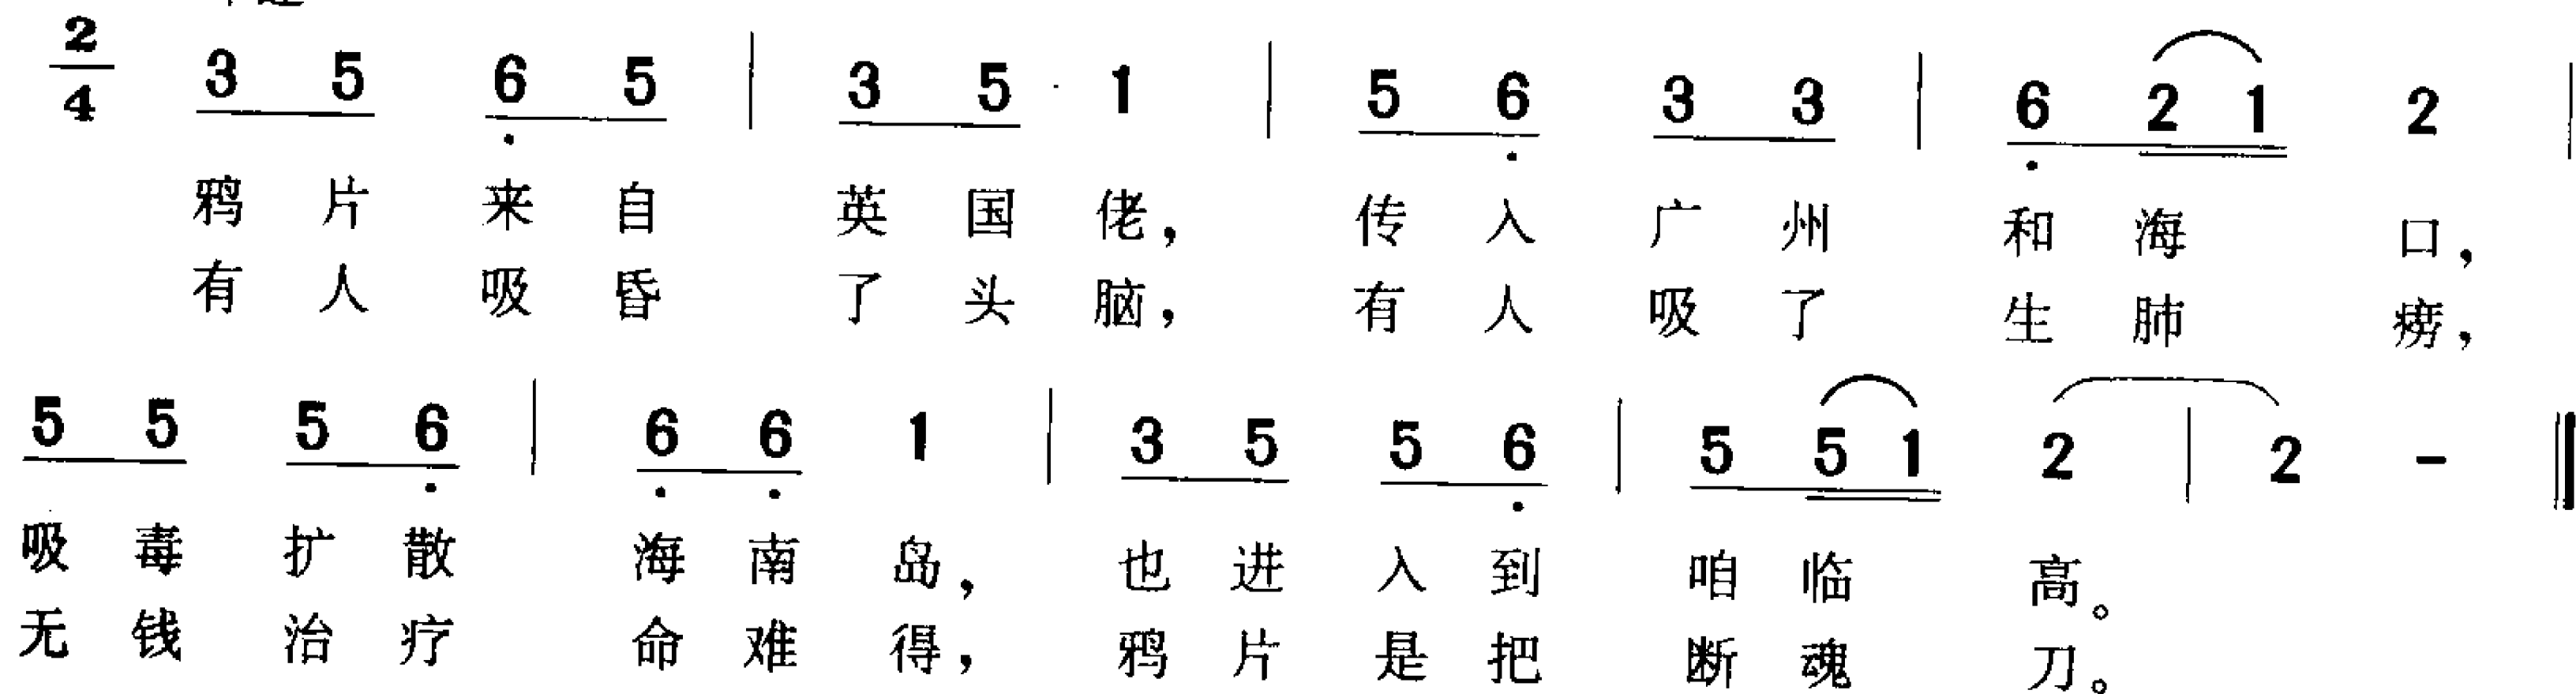 2/4 3 5 6̣ 5 | 3 5 1 | 5 6̣ 3 3 | 6̣ 2 1 2 |
鸦片来自 英国佬，传入广州 和海口，
有人吸昏 了头脑，有人吸了 生肺痨，
5 5 5 6̣ | 6̣ 6̣ 1 | 3 5 5 6̣ | 5 5 1 2 | 2 - ‖
吸毒扩散 海南岛，也进入到 咱临高。
无钱治疗 命难得，鸦片是把 断魂刀。